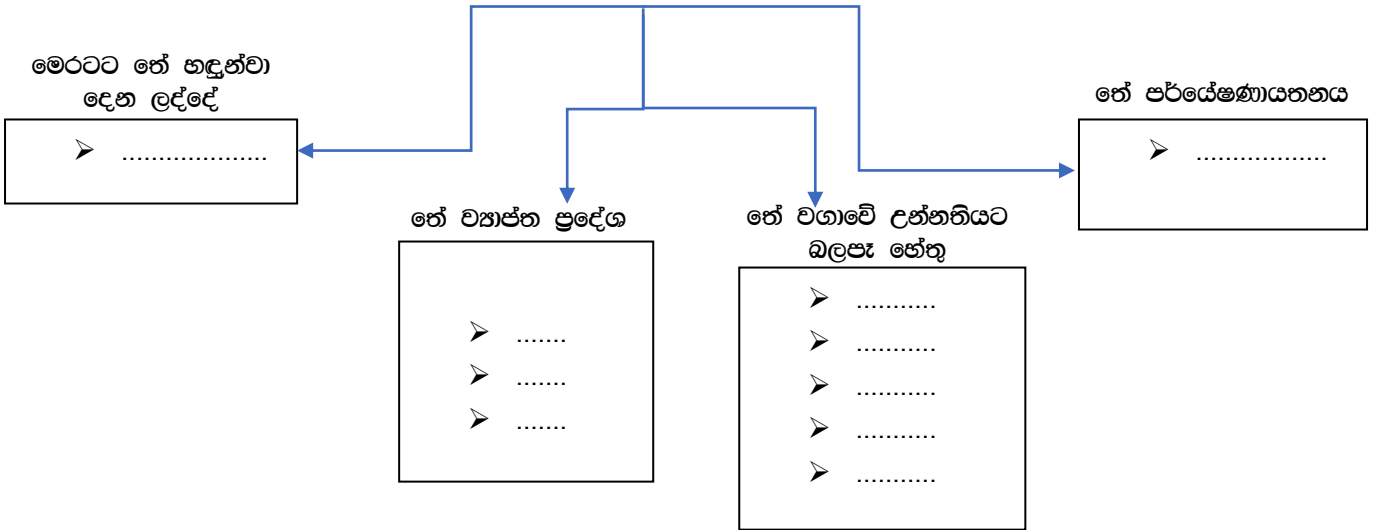 මෙරටට තේ හඳුන්වා
දෙන ලද්දේ
➢ ....................
තේ ව්‍යාප්ත ප්‍රදේශ
➢ .......
➢ .......
➢ .......
තේ වගාවේ උන්නතියට
බලපෑ හේතු
➢ ...........
➢ ...........
➢ ...........
➢ ...........
➢ ...........
තේ පර්යේෂණායතනය
➢ ..................